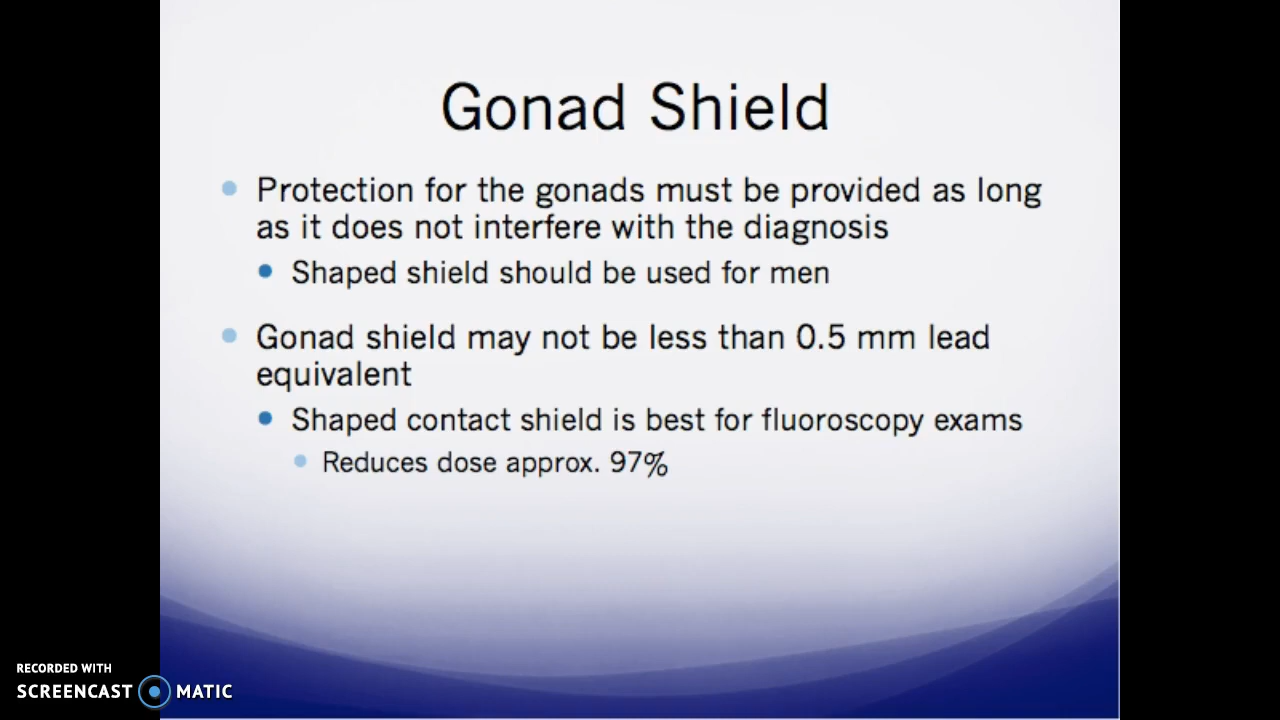 Gonad Shield
Protection for the gonads must be provided as long
as it does not interfere with the diagnosis
Shaped shield should be used for men
Gonad shield may not be less than 0.5 mm lead
equivalent
Shaped contact shield is best for fluoroscopy exams
Reduces dose approx. 97%
RECORDED WITH
SCREENCAST MATIC